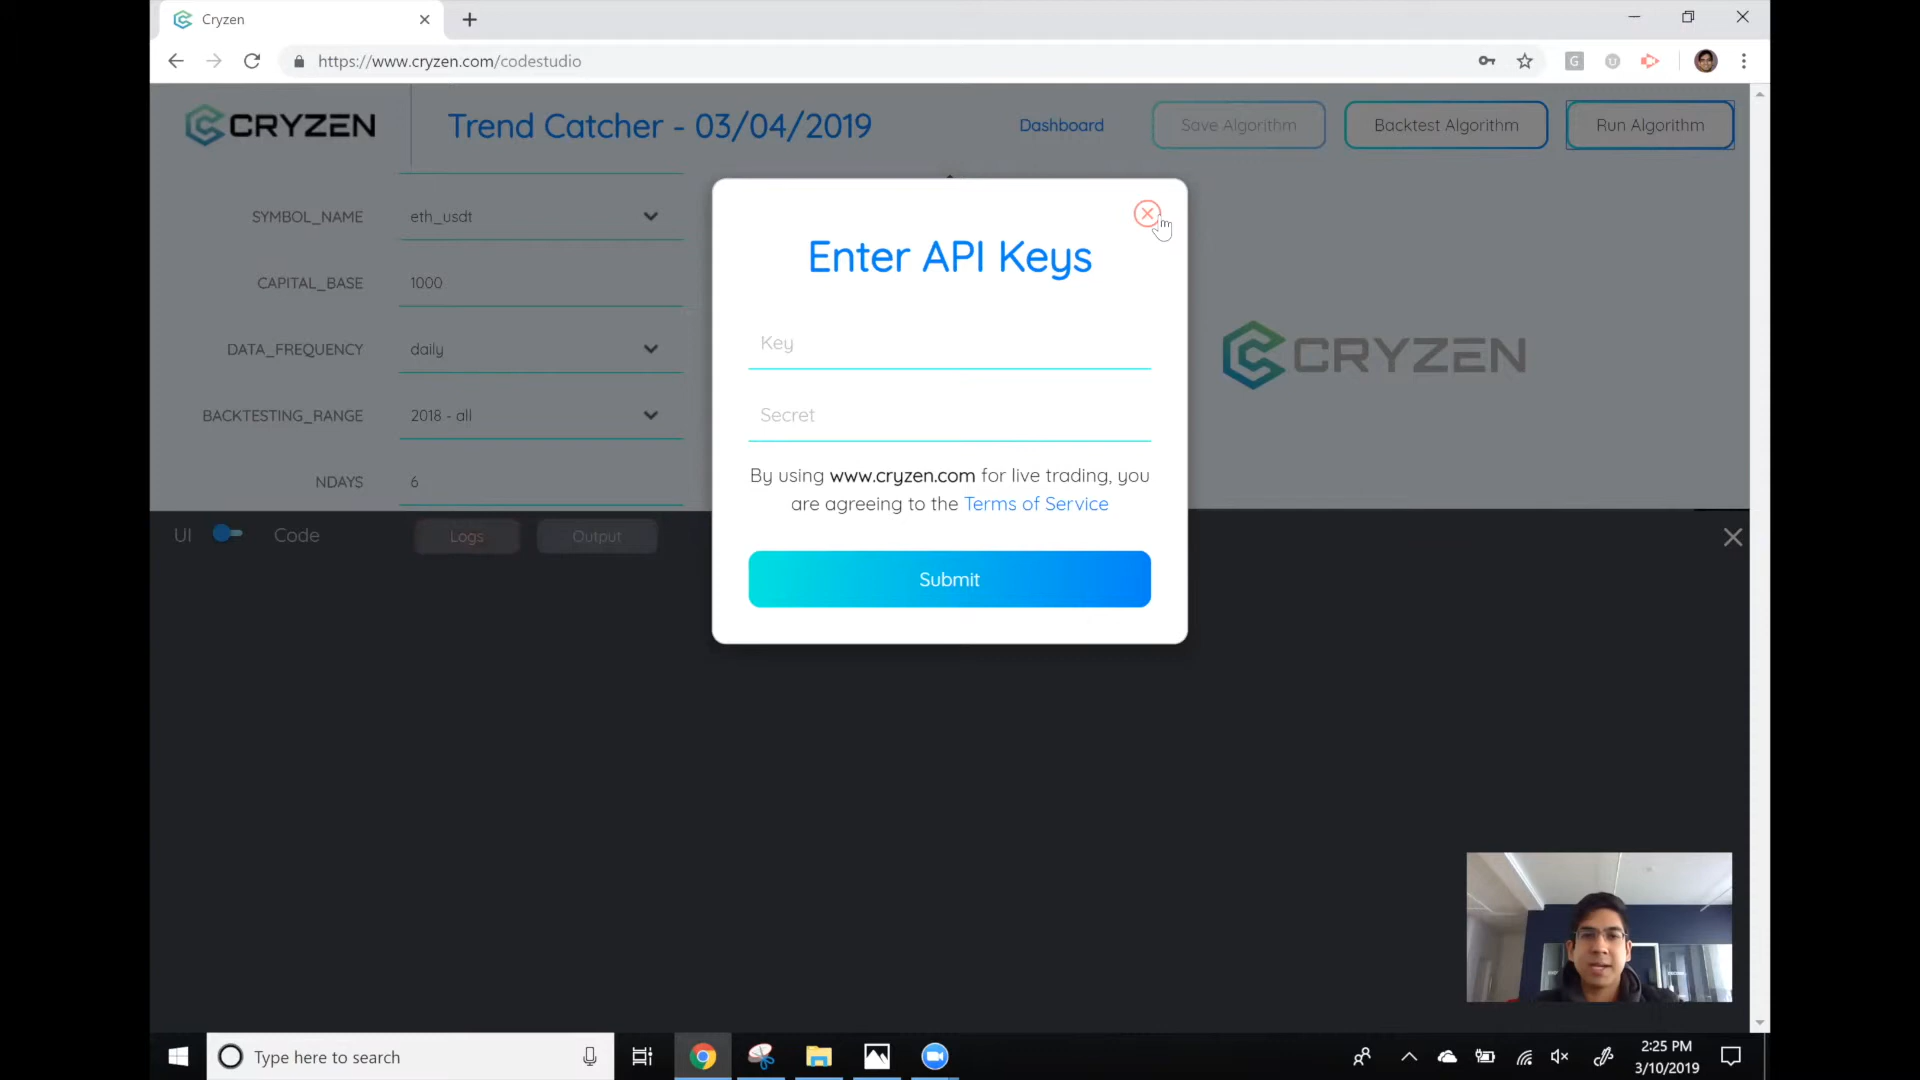 Cryzen
https://www.cryzen.com/codestudio
CRYZEN
Trend Catcher - 03/04/2019
Dashboard
Save Algorithm
Backtest Algorithm
Run Algorithm
SYMBOL_NAME
eth_usdt
CAPITAL_BASE
1000
DATA_FREQUENCY
daily
BACKTESTING_RANGE
2018 - all
NDAYS
6
Enter API Keys
Key
Secret
By using www.cryzen.com for live trading, you
are agreeing to the Terms of Service
Submit
CRYZEN
UI
Code
Logs
Output
Type here to search
2:25 PM
3/10/2019